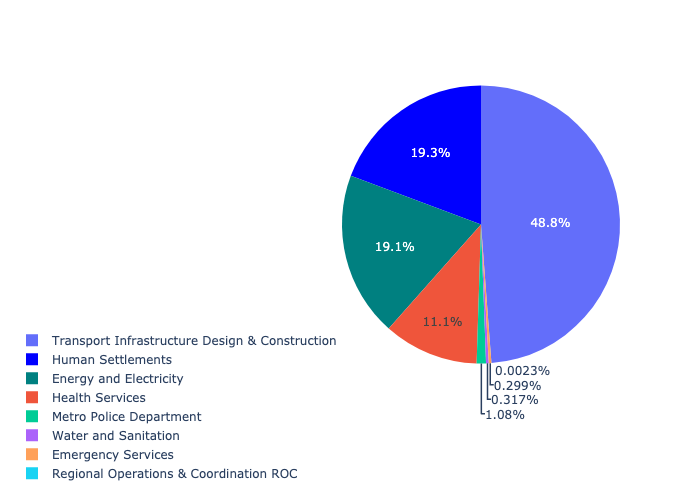 19.3%
48.8%
19.1%
11.1%
Transport Infrastructure Design & Construction
Human Settlements
Energy and Electricity
Health Services
Metro Police Department
Water and Sanitation
Emergency Services
Regional Operations & Coordination ROC
0.0023%
0.299%
0.317%
1.08%